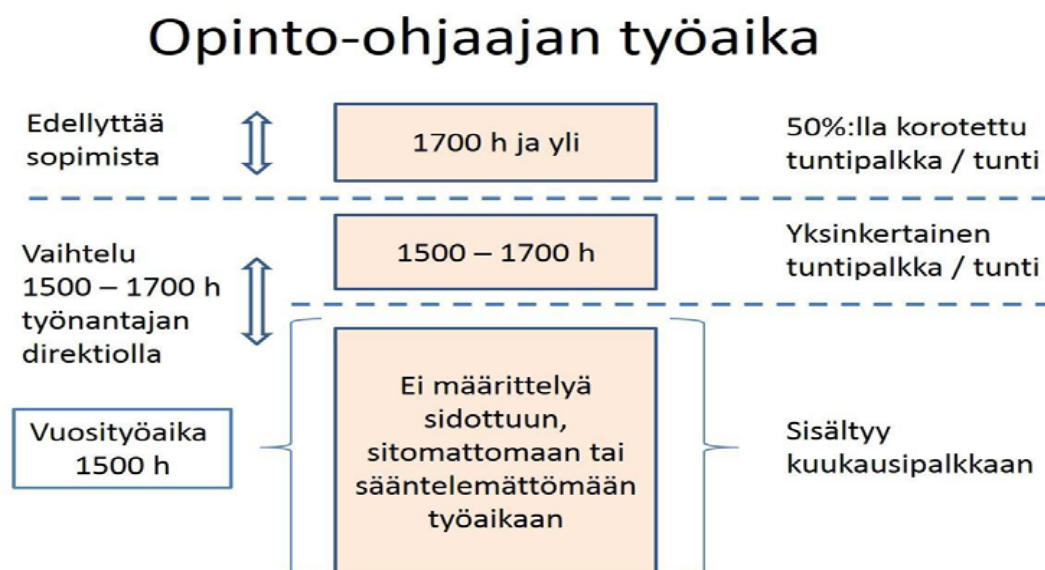 Opinto-ohjaajan työaika
Edellyttää
sopimista
1700 h ja yli
50%:lla korotettu
tuntipalkka / tunti
Vaihtelu
1500 – 1700 h
työnantajan
direktiolla
1500 – 1700 h
Yksinkertainen
tuntipalkka / tunti
Vuosityöaika
1500 h
Ei määrittelyä
sidottuun,
sitomattomaan tai
sääntelemättömään
työaikaan
Sisältyy
kuukausipalkkaan